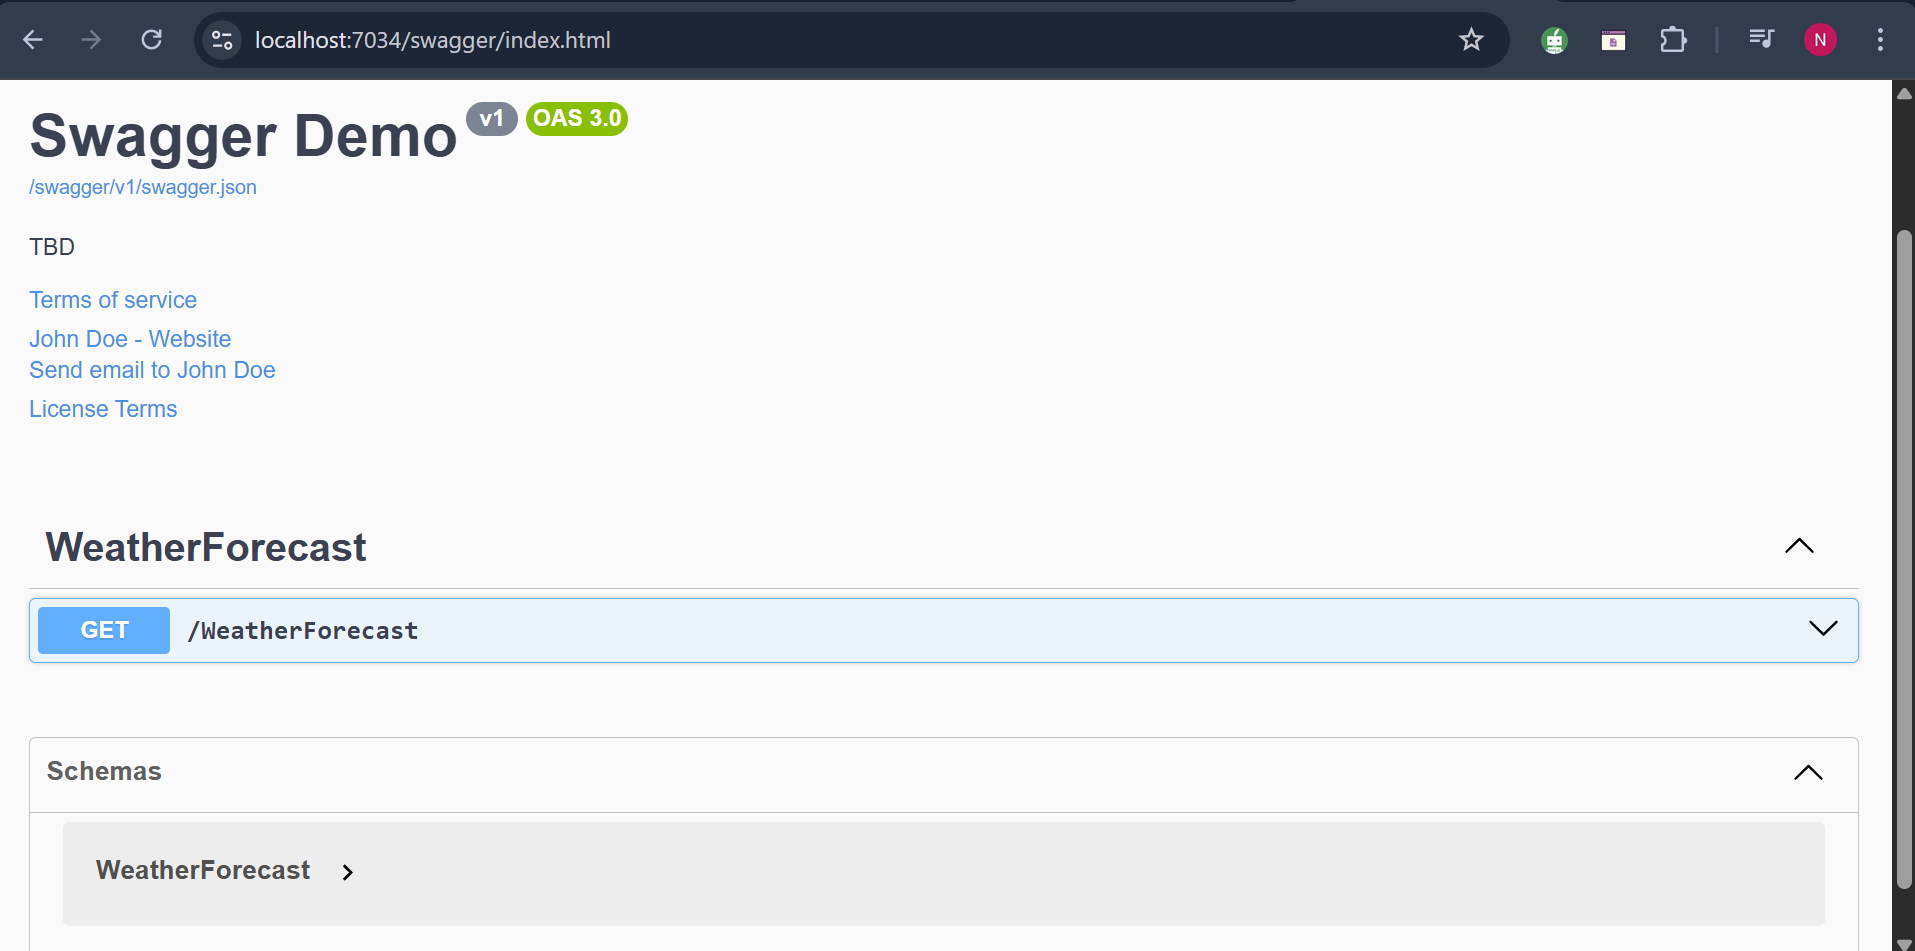 localhost:7034/swagger/index.html
N
Swagger Demo v1 OAS 3.0
/swagger/v1/swagger.json
TBD
Terms of service
John Doe - Website
Send email to John Doe
License Terms
WeatherForecast
GET /WeatherForecast
Schemas
WeatherForecast